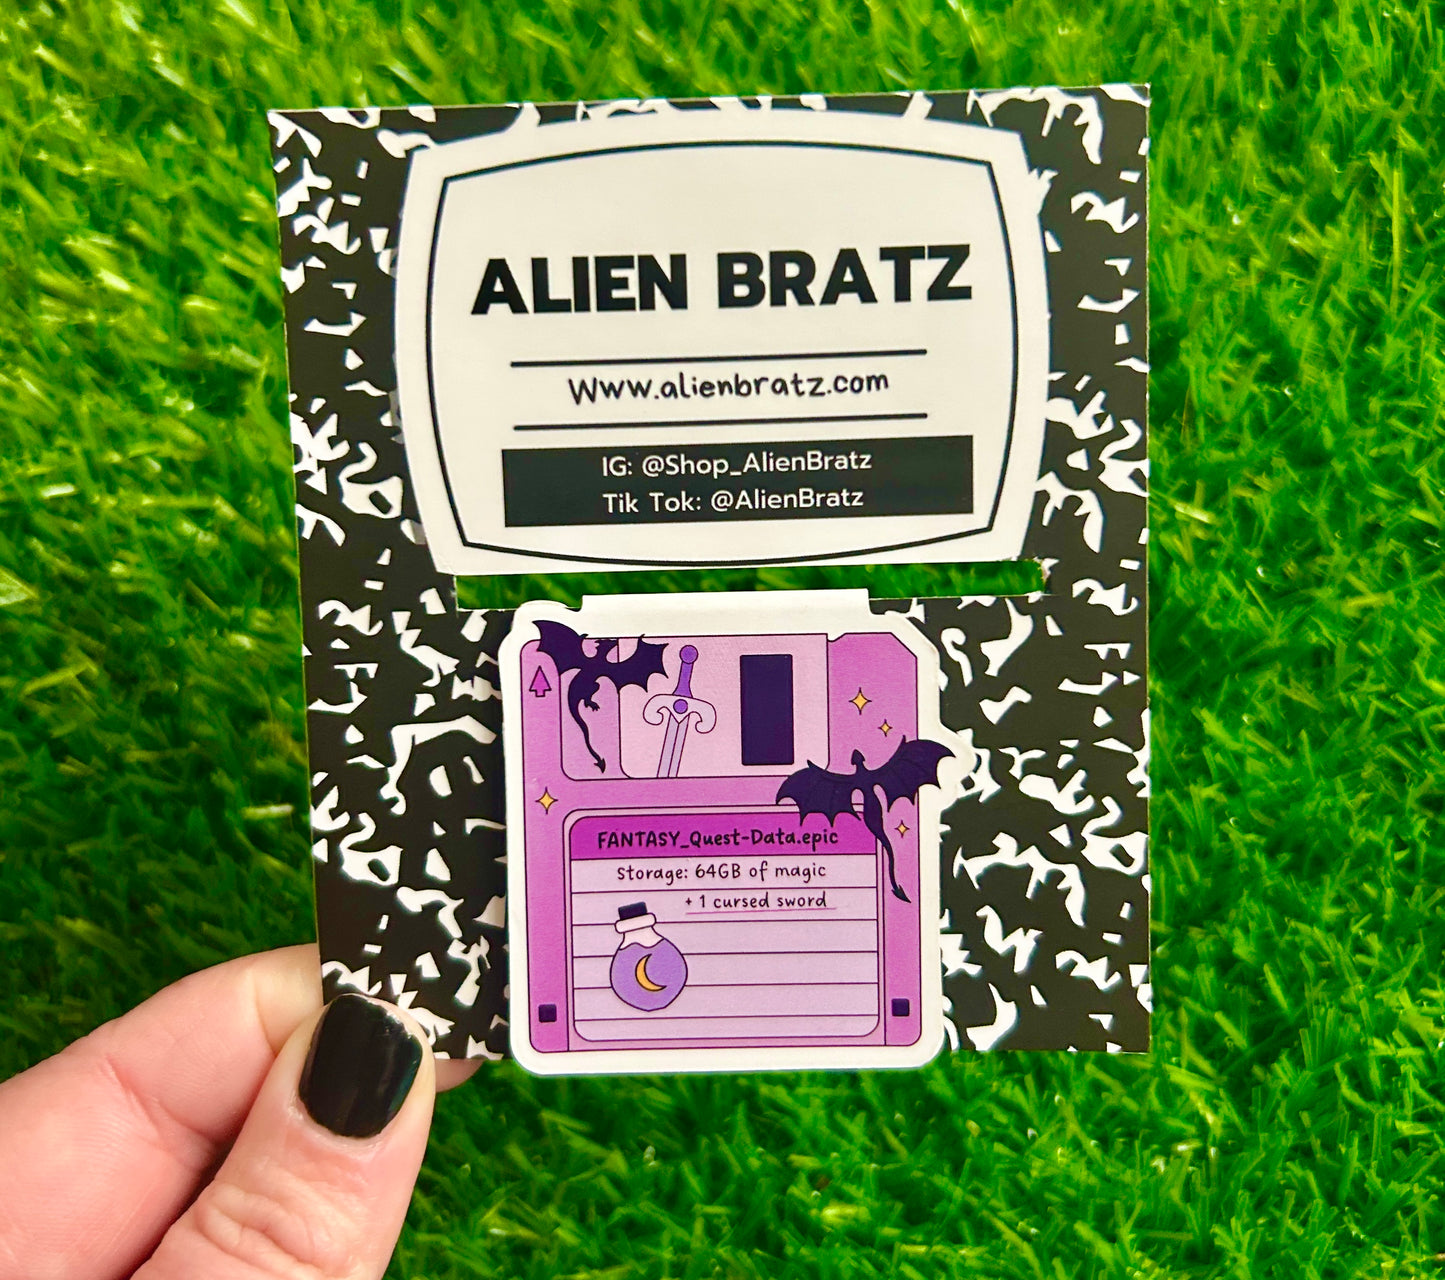 ALIEN BRATZ
Www.alienbratz.com
IG: @Shop_AlienBratz
Tik Tok: @AlienBratz
FANTASY_Quest-Data.epic
Storage: 64GB of magic
+ 1 cursed sword